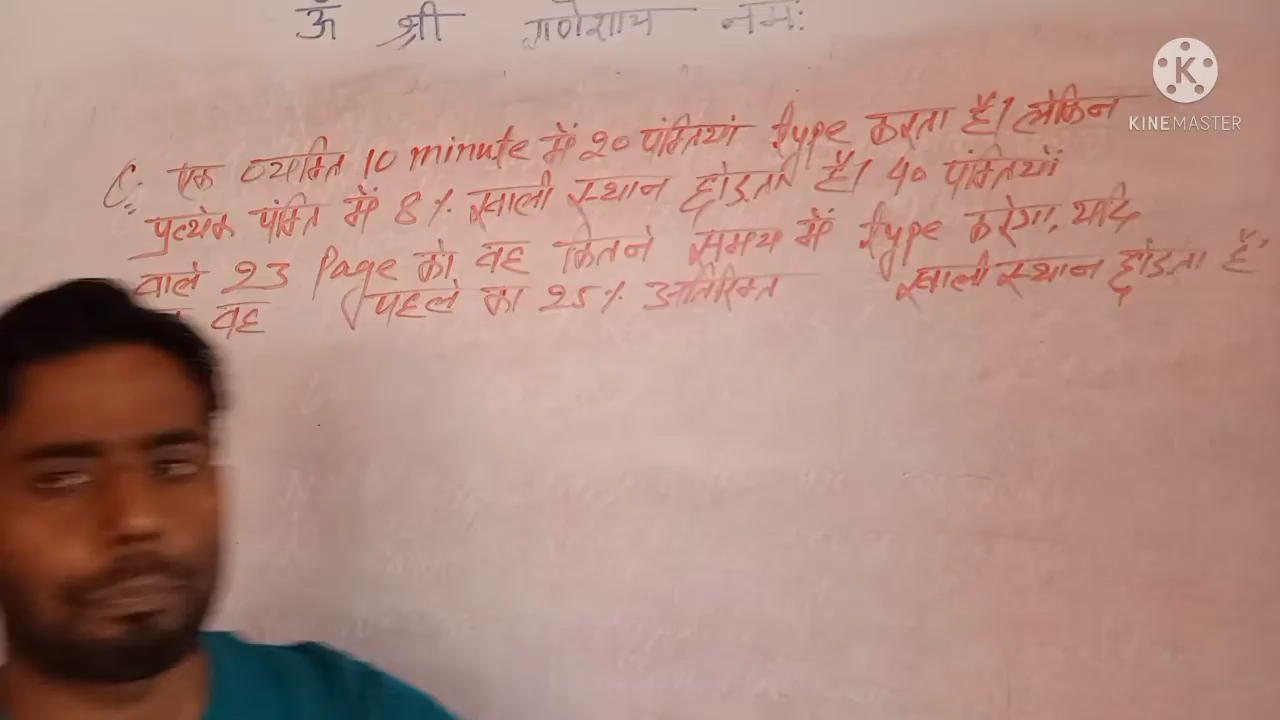 ॐ श्री गणेशाय नमः
KINEMASTER
Q. एक व्यक्ति 10 minute में 20 पंक्तियां type करता है। लेकिन
प्रत्येक पंक्ति में 8% खाली स्थान छोड़ता है। 40 पंक्तियों
वाले 23 Page को वह कितने समय में type करेगा, यदि
वह पहले का 25% अतिरिक्त खाली स्थान छोडता है